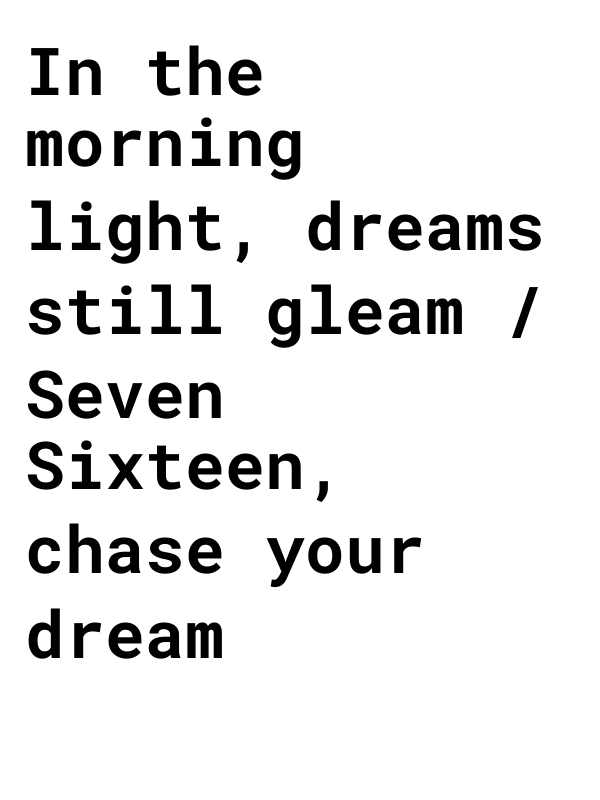 In the
morning
light, dreams
still gleam /
Seven
Sixteen,
chase your
dream